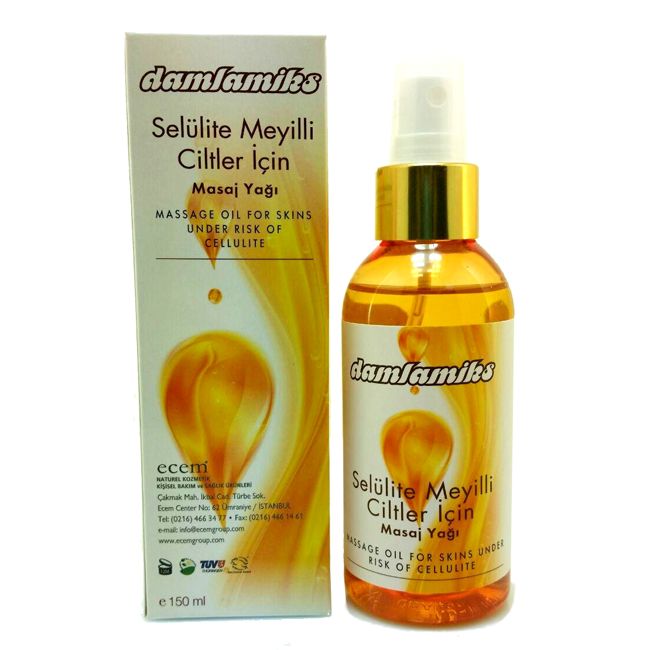 damlamiks
Selülite Meyilli
Ciltler İçin
Masaj Yağı
MASSAGE OIL FOR SKINS
UNDER RISK OF
CELLULITE
ecem
NATUREL KOZMETİK
KİŞİSEL BAKIM ve SAĞLIK ÜRÜNLERİ
Çakmak Mah. İkbal Cad. Türbe Sok.
Ecem Center No: 62 Ümraniye / İSTANBUL
Tel: (0216) 466 34 77 • Fax: (0216) 466 14 61
e-mail: info@ecemgroup.com
www.ecemgroup.com
TUV
e 150 ml
damlamiks
Selülite Meyilli
Ciltler İçin
Masaj Yağı
MASSAGE OIL FOR SKINS UNDER
RISK OF CELLULITE